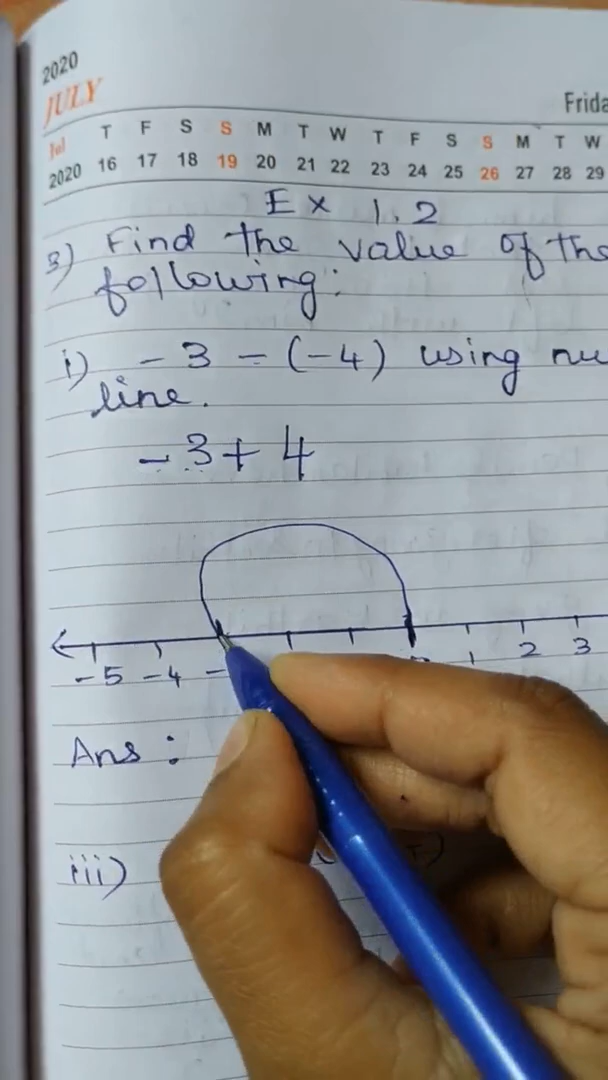 2020
JULY
Frida
T F S S M T W T F S S M T W
Jul 2020 16 17 18 19 20 21 22 23 24 25 26 27 28 29
Ex 1.2
3) Find the value of the
following:
i) -3 - (-4) using nu
line.
-3 + 4
-5 -4 - 1 2 3
Ans :
iii)